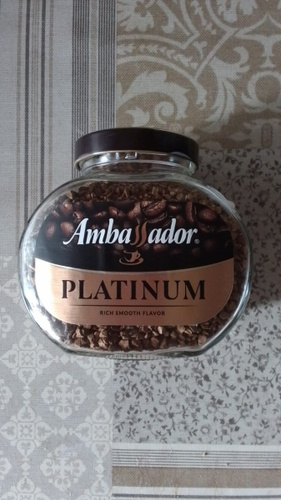 Ambassador®
PLATINUM
RICH SMOOTH FLAVOR